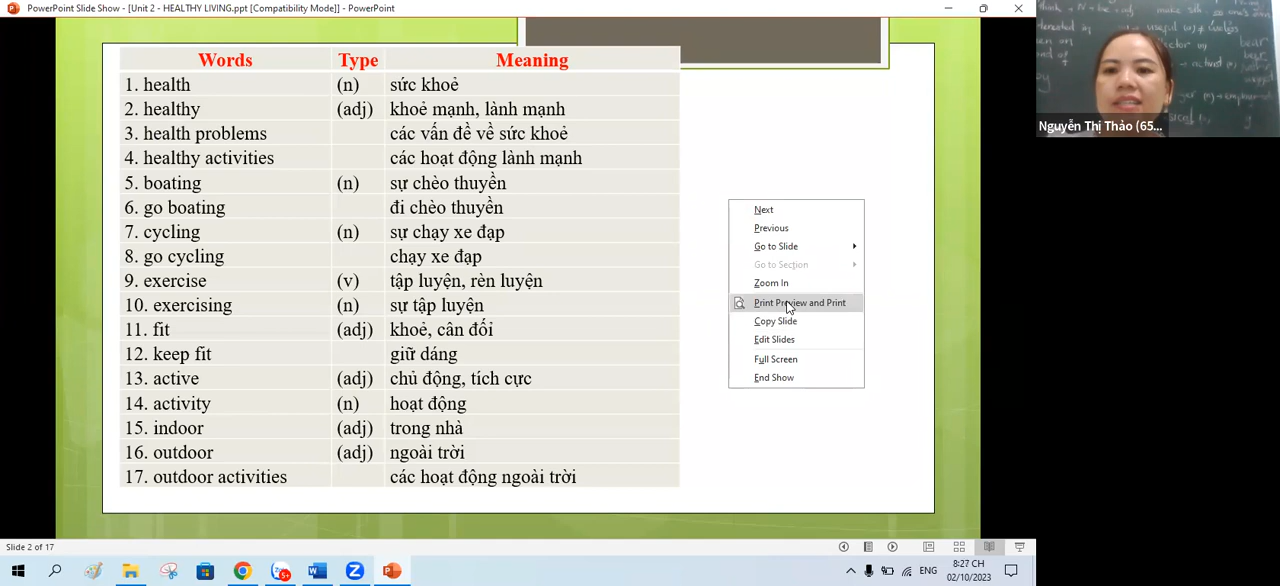 PowerPoint Slide Show - [Unit 2 - HEALTHY LIVING.ppt [Compatibility Mode]] - PowerPoint
Words Type Meaning
1. health (n) sức khoẻ
2. healthy (adj) khoẻ mạnh, lành mạnh
3. health problems các vấn đề về sức khoẻ
4. healthy activities các hoạt động lành mạnh
5. boating (n) sự chèo thuyền
6. go boating đi chèo thuyền
7. cycling (n) sự chạy xe đạp
8. go cycling chạy xe đạp
9. exercise (v) tập luyện, rèn luyện
10. exercising (n) sự tập luyện
11. fit (adj) khoẻ, cân đối
12. keep fit giữ dáng
13. active (adj) chủ động, tích cực
14. activity (n) hoạt động
15. indoor (adj) trong nhà
16. outdoor (adj) ngoài trời
17. outdoor activities các hoạt động ngoài trời
Next
Previous
Go to Slide
Go to Section
Zoom In
Print Preview and Print
Copy Slide
Edit Slides
Full Screen
End Show
Nguyễn Thị Thảo (65...
Slide 2 of 17
ENG
8:27 CH
02/10/2023